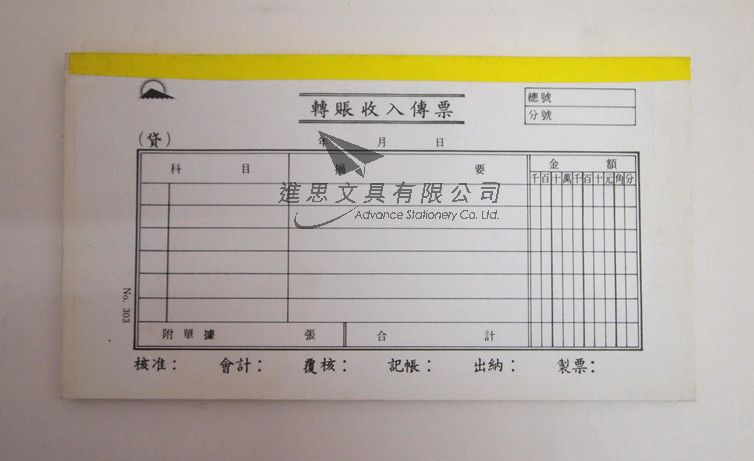 轉賬收入傳票
總號
分號
(貸)
年 月 日
科 目 摘 要 金 額
千百十萬千百十元角分
進思文具有限公司
Advance Stationery Co. Ltd.
附單據 張 合 計
核准： 會計： 覆核： 記帳： 出納： 製票：
No. 303